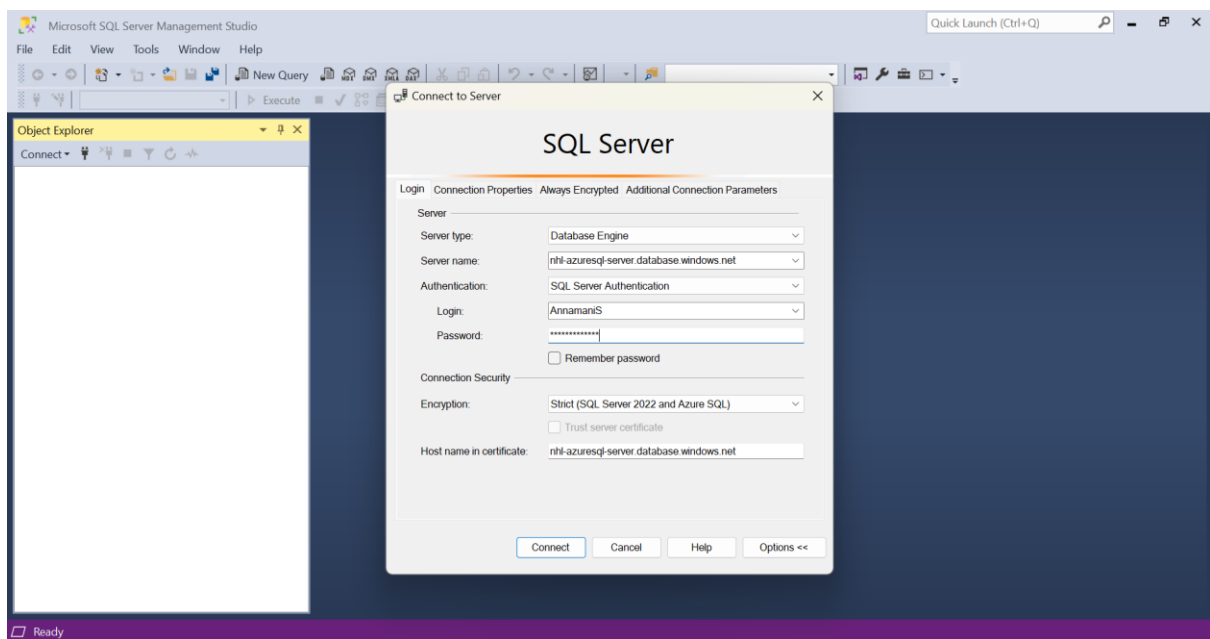 Microsoft SQL Server Management Studio
Quick Launch (Ctrl+Q)
File Edit View Tools Window Help
New Query MDX DMX XMLA DAX
Execute
Object Explorer
Connect
Connect to Server
SQL Server
Login Connection Properties Always Encrypted Additional Connection Parameters
Server
Server type: Database Engine
Server name: nhl-azuresql-server.database.windows.net
Authentication: SQL Server Authentication
Login: AnnamaniS
Password: *************
Remember password
Connection Security
Encryption: Strict (SQL Server 2022 and Azure SQL)
Trust server certificate
Host name in certificate: nhl-azuresql-server.database.windows.net
Connect Cancel Help Options <<
Ready